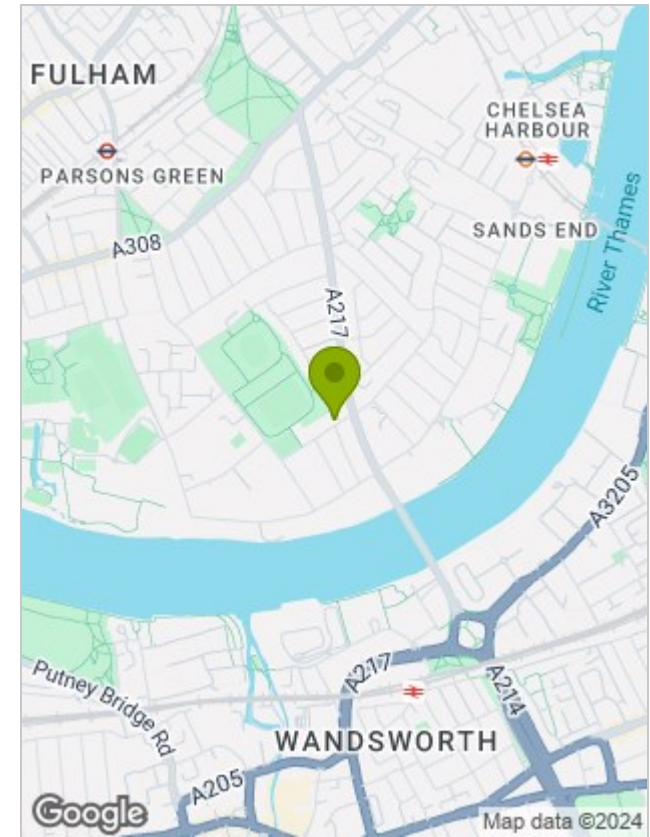 FULHAM
CHELSEA
HARBOUR
PARSONS GREEN
SANDS END
A308
River Thames
A217
A3205
A217
A214
Putney Bridge Rd
WANDSWORTH
A205
Google
Map data ©2024